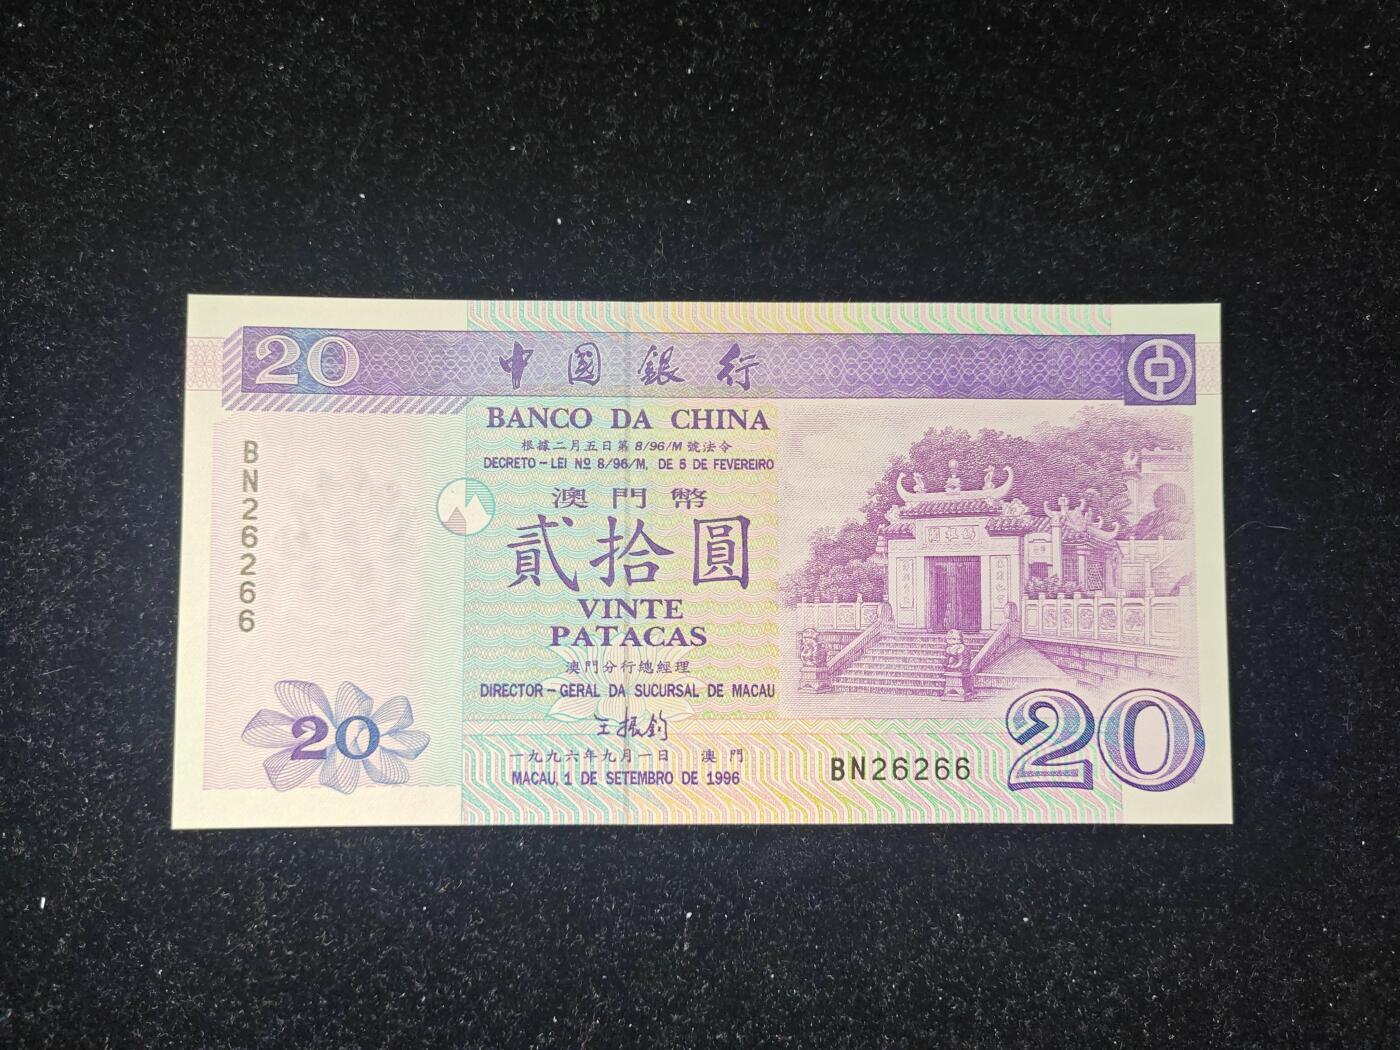 20
中國銀行
BANCO DA CHINA
根據二月五日第8/96/M號法令
DECRETO-LEI Nº 8/96/M, DE 5 DE FEVEREIRO
澳門幣
貳拾圓
VINTE
PATACAS
澳門分行總經理
DIRECTOR-GERAL DA SUCURSAL DE MACAU
王振鈞
一九九六年九月一日 澳門
MACAU, 1 DE SETEMBRO DE 1996
BN26266
20
BN26266
20
媽祖閣